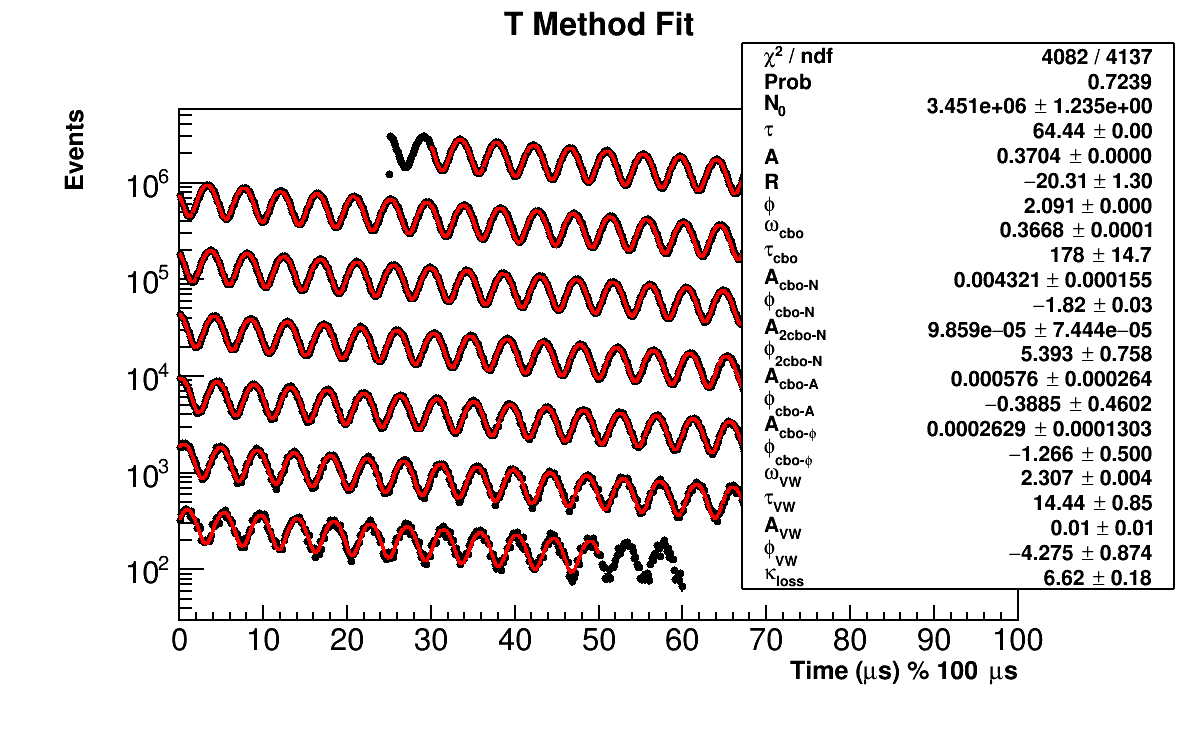 T Method Fit
Events
χ² / ndf 4082 / 4137
Prob 0.7239
N₀ 3.451e+06 ± 1.235e+00
τ 64.44 ± 0.00
A 0.3704 ± 0.0000
R −20.31 ± 1.30
ϕ 2.091 ± 0.000
ω_cbo 0.3668 ± 0.0001
τ_cbo 178 ± 14.7
A_cbo-N 0.004321 ± 0.000155
ϕ_cbo-N −1.82 ± 0.03
A_2cbo-N 9.859e−05 ± 7.444e−05
ϕ_2cbo-N 5.393 ± 0.758
A_cbo-A 0.000576 ± 0.000264
ϕ_cbo-A −0.3885 ± 0.4602
A_cbo-ϕ 0.0002629 ± 0.0001303
ϕ_cbo-ϕ −1.266 ± 0.500
ω_VW 2.307 ± 0.004
τ_VW 14.44 ± 0.85
A_VW 0.01 ± 0.01
ϕ_VW −4.275 ± 0.874
κ_loss 6.62 ± 0.18
10⁶
10⁵
10⁴
10³
10²
0 10 20 30 40 50 60 70 80 90 100
Time (μs) % 100 μs